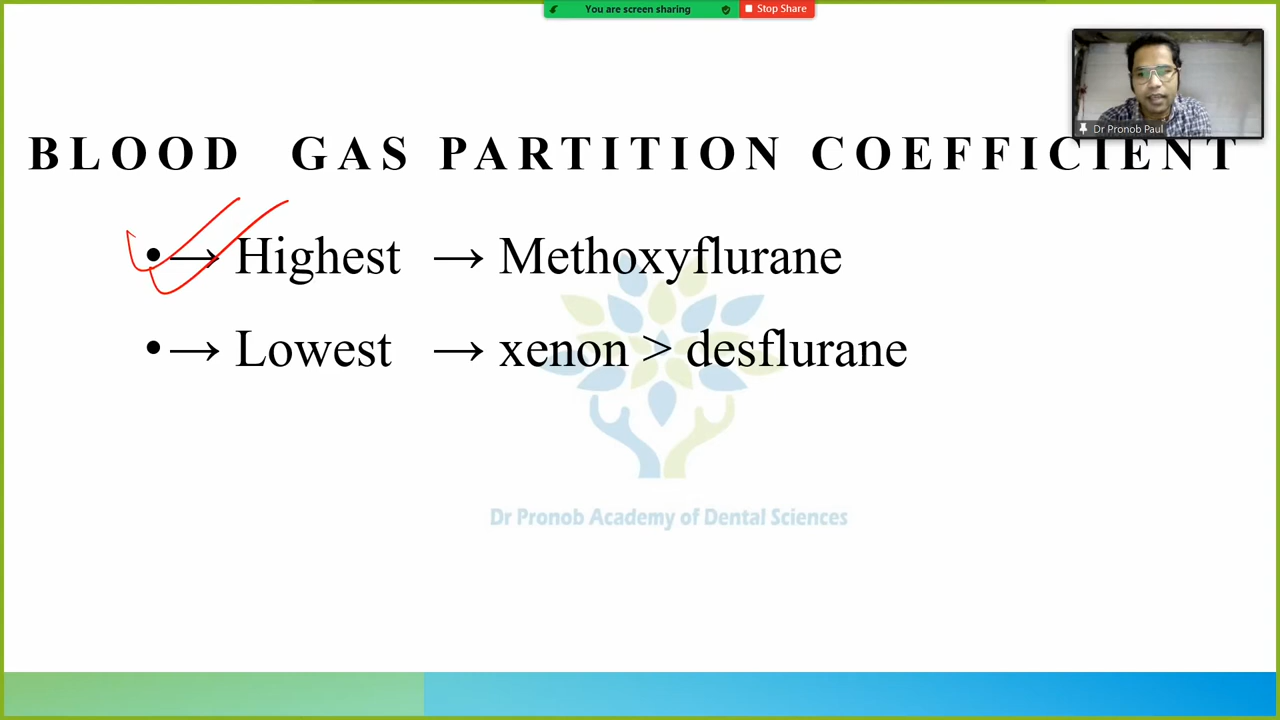 You are screen sharing Stop Share
Dr Pronob Paul
BLOOD GAS PARTITION COEFFICIENT
• → Highest → Methoxyflurane
• → Lowest → xenon > desflurane
Dr Pronob Academy of Dental Sciences